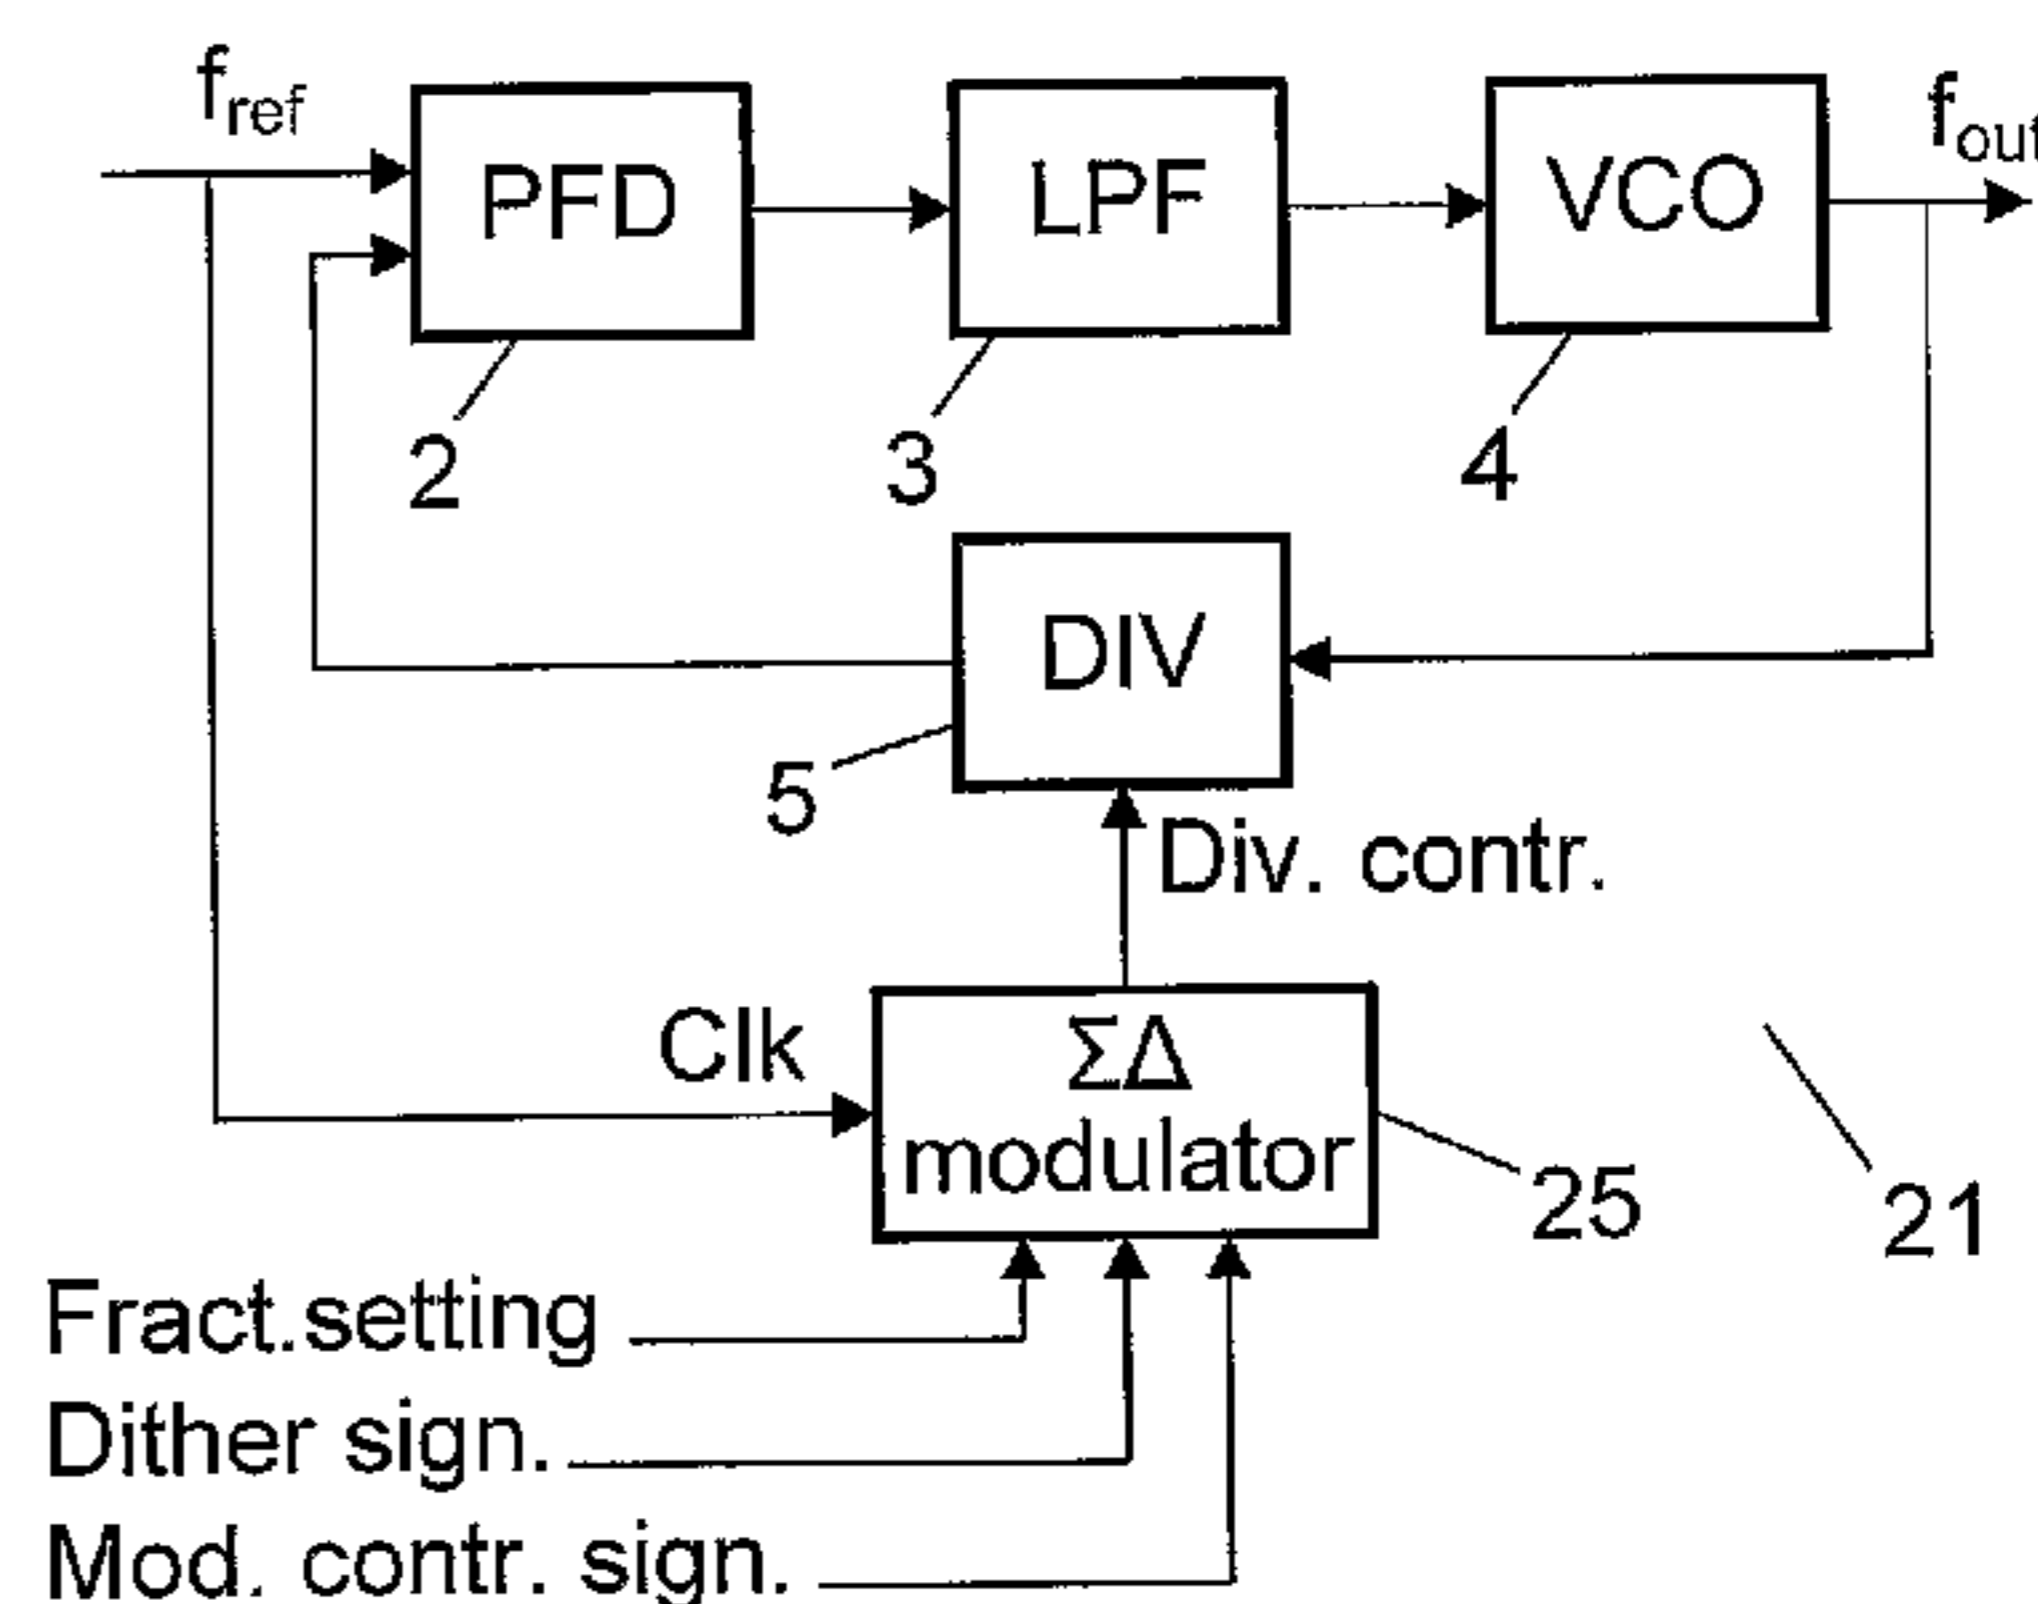 fref
fout
PFD
LPF
VCO
2
3
4
DIV
5
Div. contr.
Clk
ΣΔ
modulator
25
21
Fract.setting
Dither sign.
Mod. contr. sign.